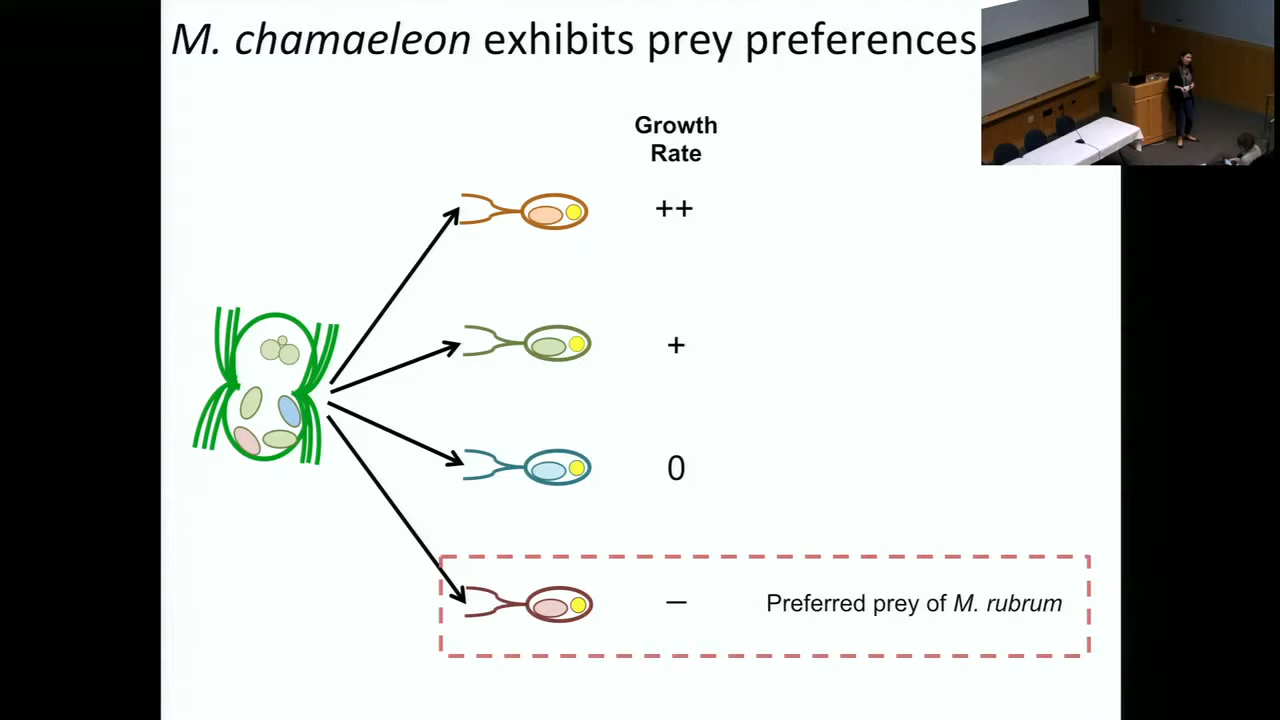 M. chamaeleon exhibits prey preferences
Growth
Rate
++
+
0
–
Preferred prey of M. rubrum